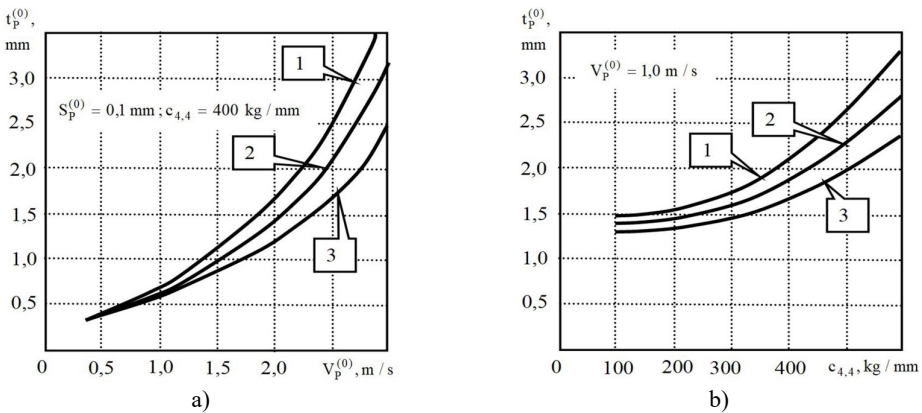 t_P^(0),
mm
3,0
2,5
2,0
1,5
1,0
0,5
0
0,5
1,0
1,5
2,0
V_P^(0), m / s
S_P^(0) = 0,1 mm ; c_4,4 = 400 kg / mm
1
2
3
a)
t_P^(0),
mm
3,0
2,5
2,0
1,5
1,0
0,5
0
100
200
300
400
c_4,4, kg / mm
V_P^(0) = 1,0 m / s
1
2
3
b)